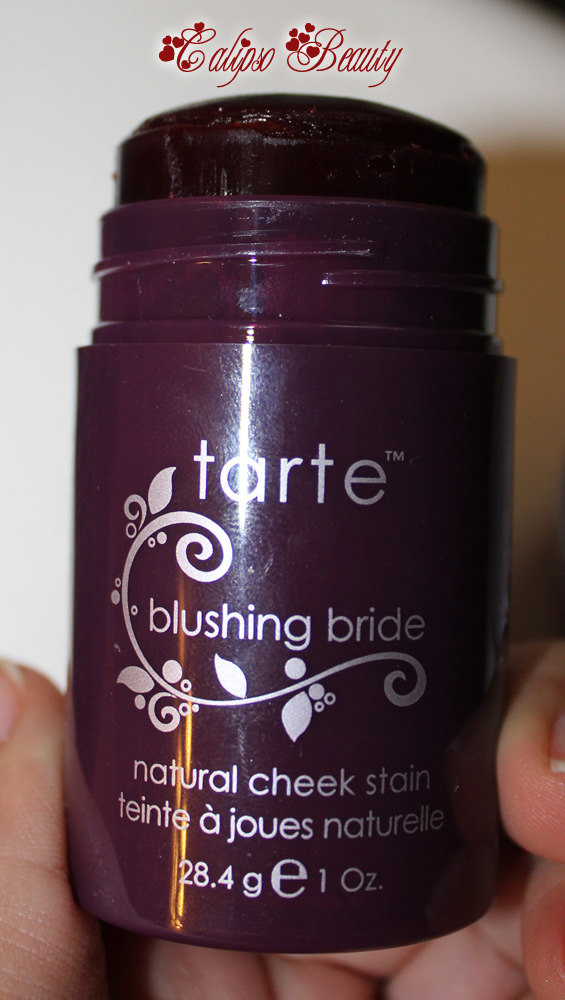 Calipso Beauty
tarte™
blushing bride
natural cheek stain
teinte à joues naturelle
28.4 g e 1 Oz.